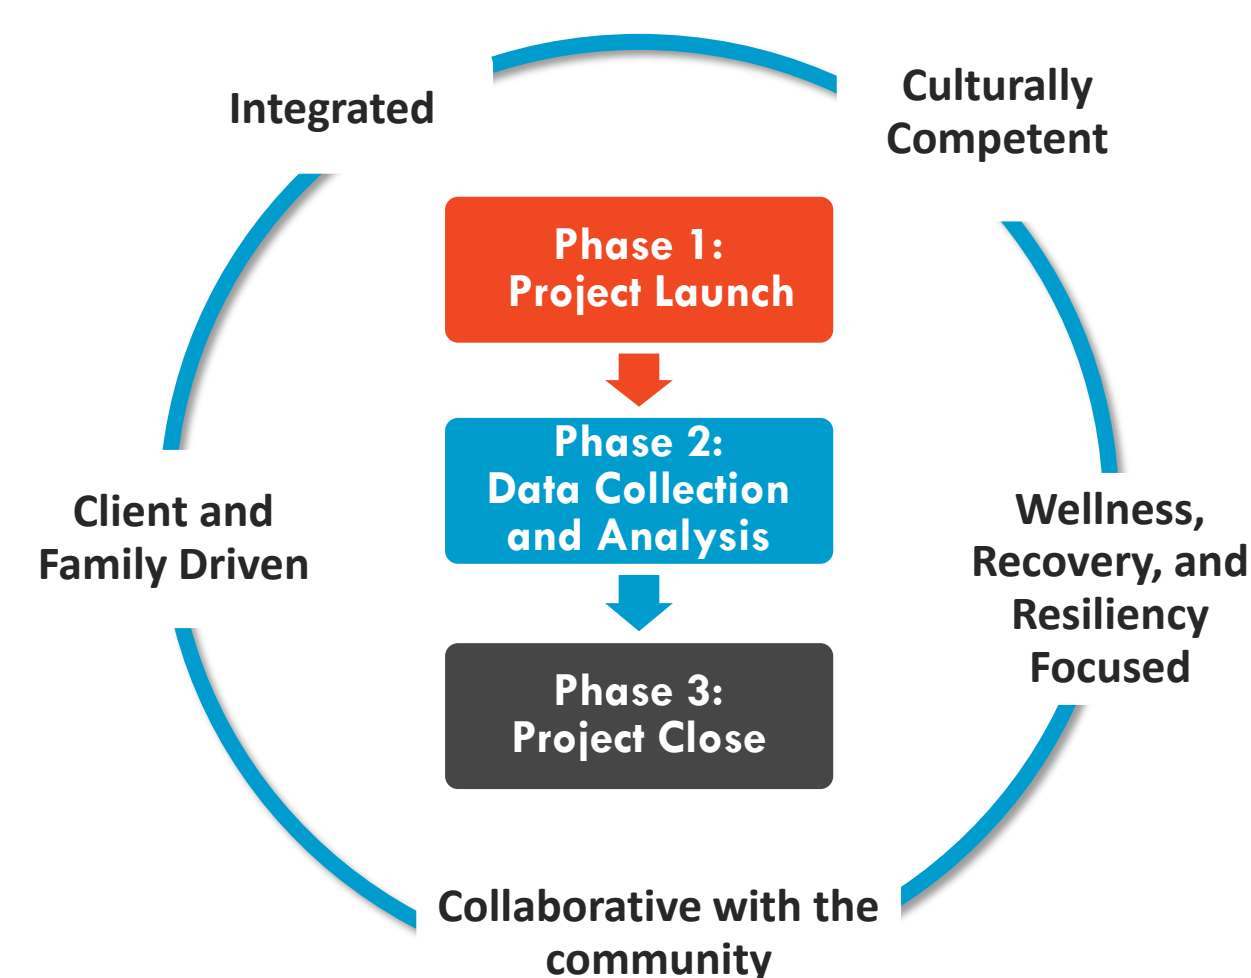 Integrated
Culturally
Competent
Phase 1:
Project Launch
Phase 2:
Data Collection
and Analysis
Client and
Family Driven
Wellness,
Recovery, and
Resiliency
Focused
Phase 3:
Project Close
Collaborative with the
community